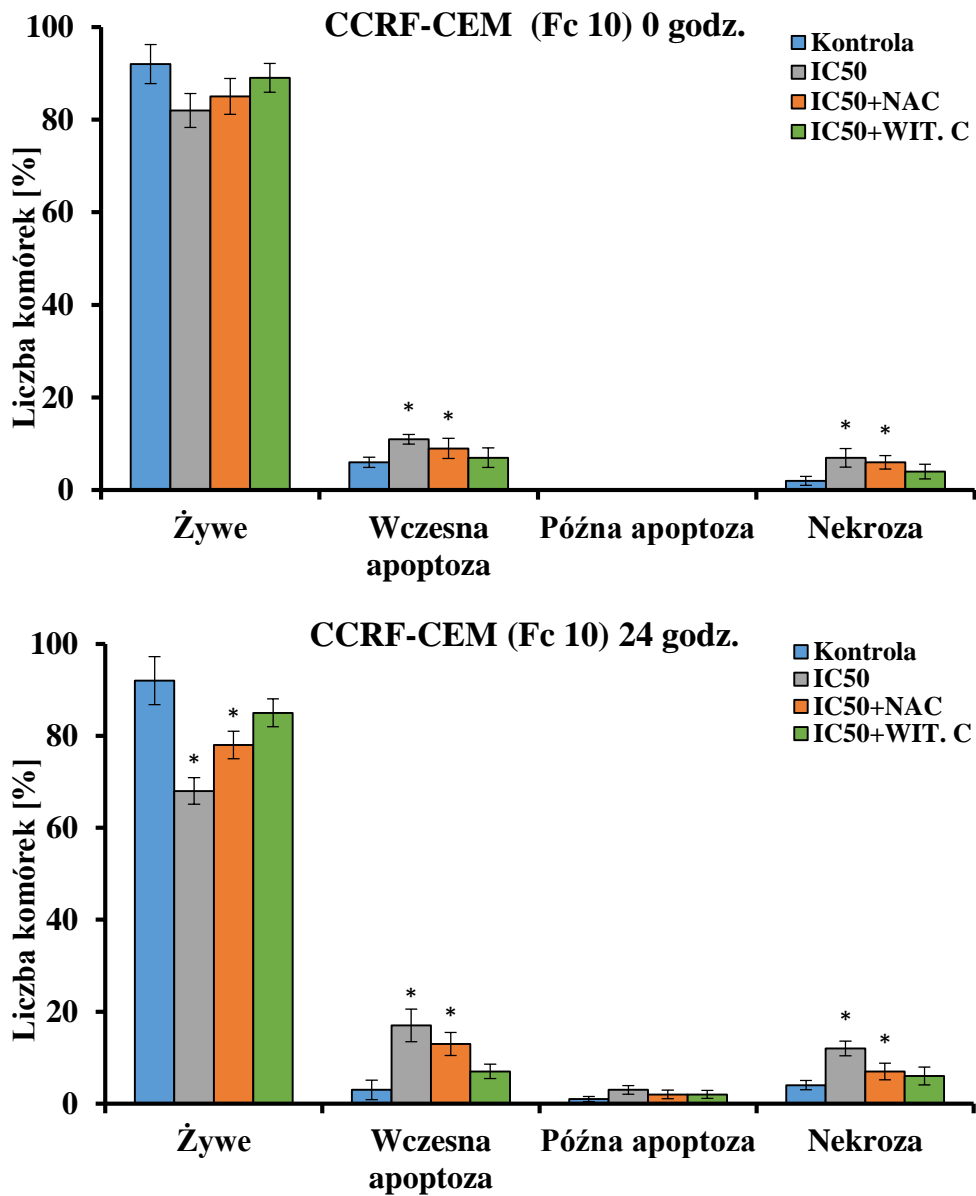 CCRF-CEM (Fc 10) 0 godz.
Kontrola
IC50
IC50+NAC
IC50+WIT. C
Liczba komórek [%]
100
80
60
40
20
0
* *
* *
Żywe
Wczesna apoptoza
Późna apoptoza
Nekroza
CCRF-CEM (Fc 10) 24 godz.
Kontrola
IC50
IC50+NAC
IC50+WIT. C
Liczba komórek [%]
100
80
60
40
20
0
* *
* *
* *
Żywe
Wczesna
apoptoza
Późna apoptoza
Nekroza